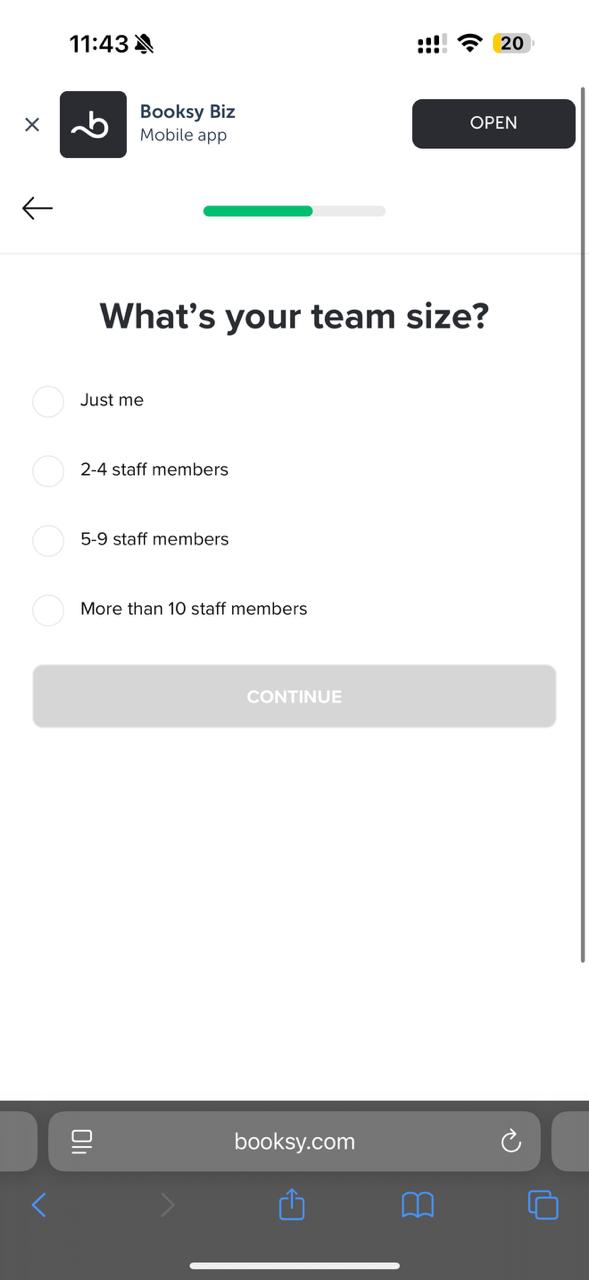 11:43
20
Booksy Biz
Mobile app
OPEN
What’s your team size?
Just me
2-4 staff members
5-9 staff members
More than 10 staff members
CONTINUE
booksy.com